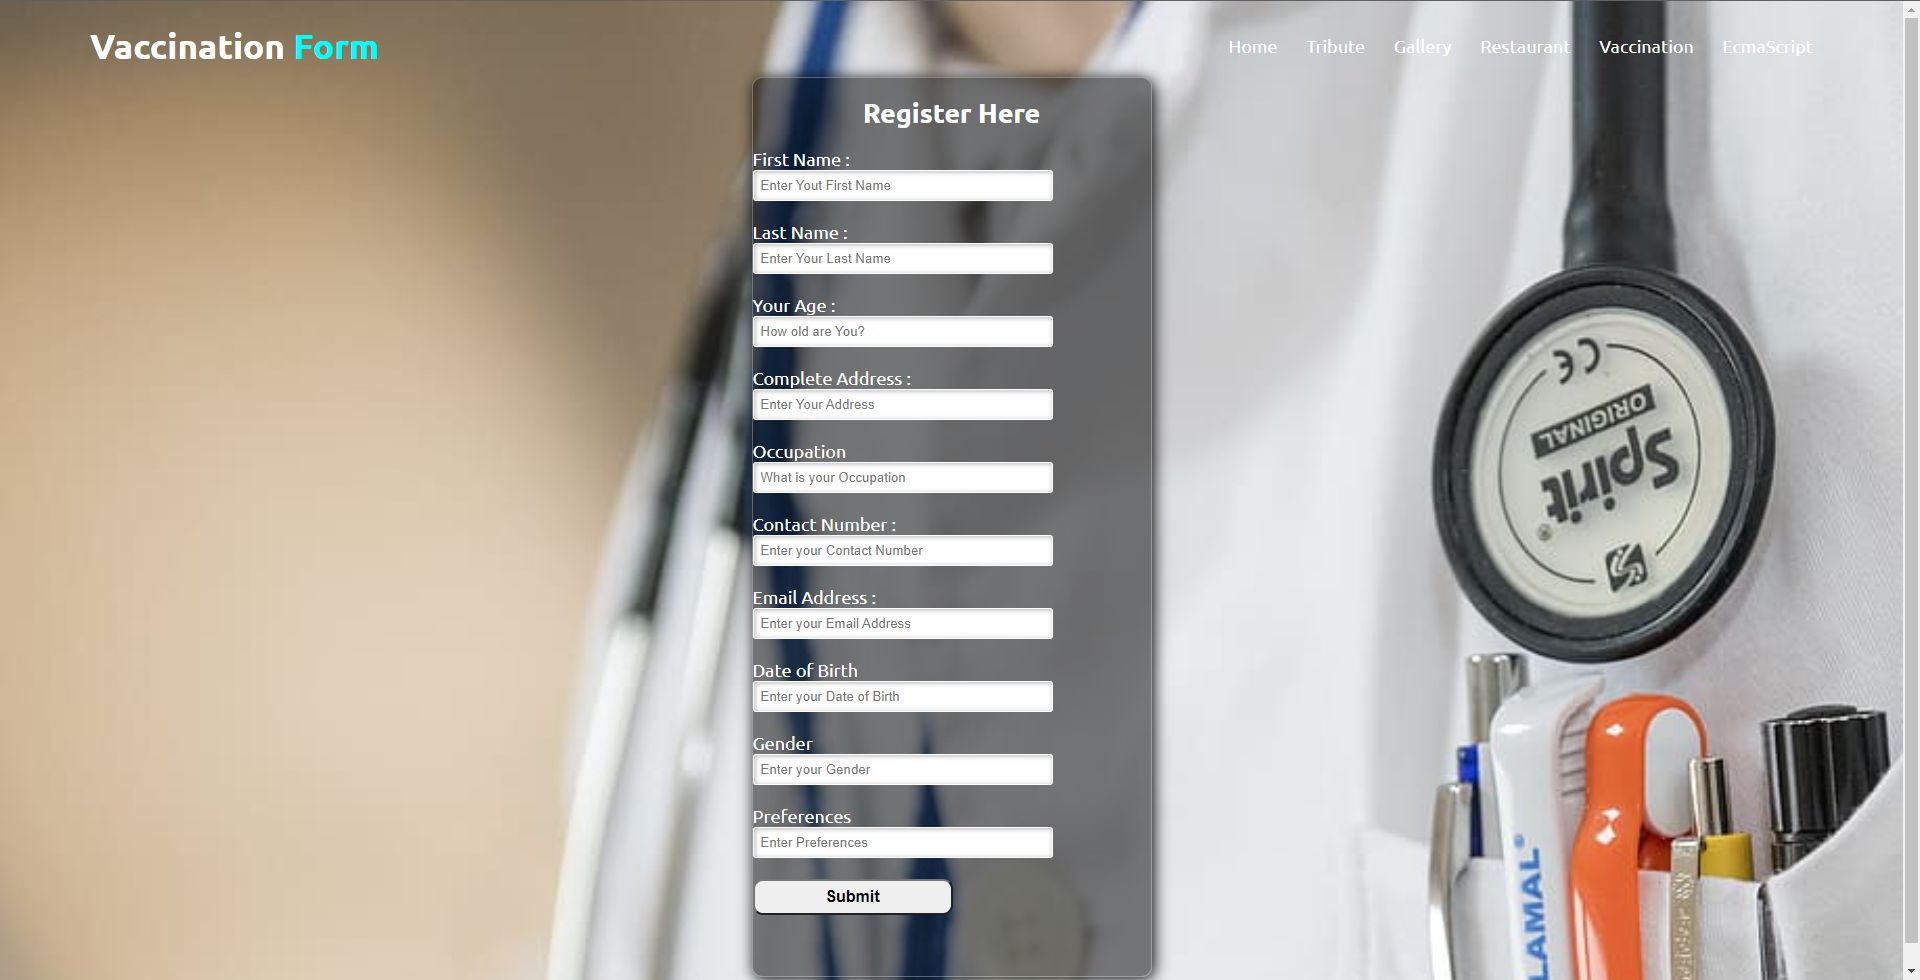 Vaccination Form
Home Tribute Gallery Restaurant Vaccination EcmaScript
Register Here
First Name :
Enter Yout First Name
Last Name :
Enter Your Last Name
Your Age :
How old are You?
Complete Address :
Enter Your Address
Occupation
What is your Occupation
Contact Number :
Enter your Contact Number
Email Address :
Enter your Email Address
Date of Birth
Enter your Date of Birth
Gender
Enter your Gender
Preferences
Enter Preferences
Submit
CE
ORIGINAL
Spirit®
LAMAL®